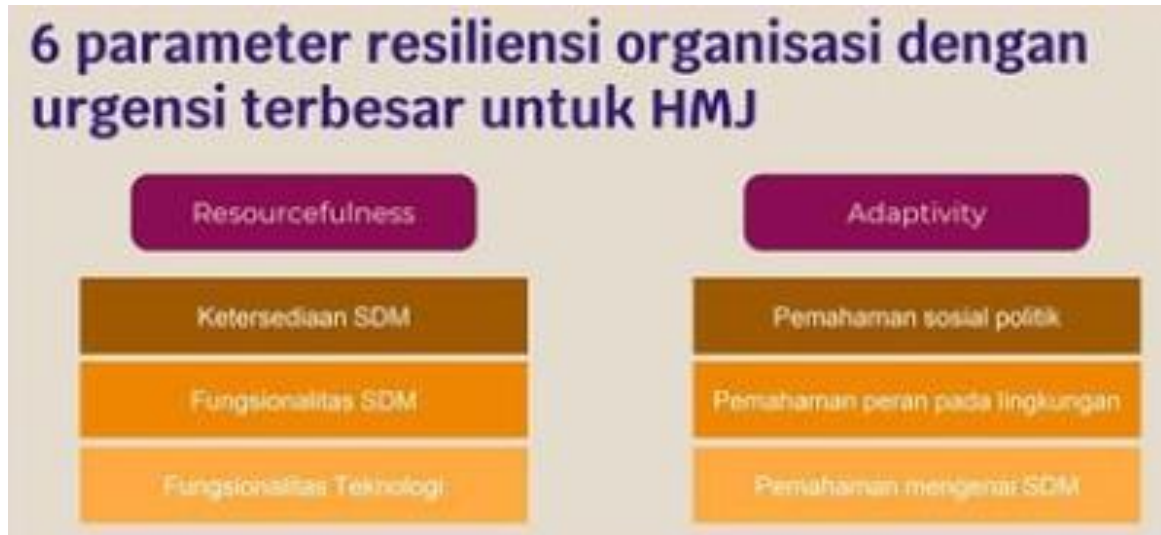 6 parameter resiliensi organisasi dengan
urgensi terbesar untuk HMJ
Resourcefulness
Ketersediaan SDM
Fungsionalitas SDM
Fungsionalitas Teknologi
Adaptivity
Pemahaman sosial politik
Pemahaman peran pada lingkungan
Pemahaman mengenai SDM